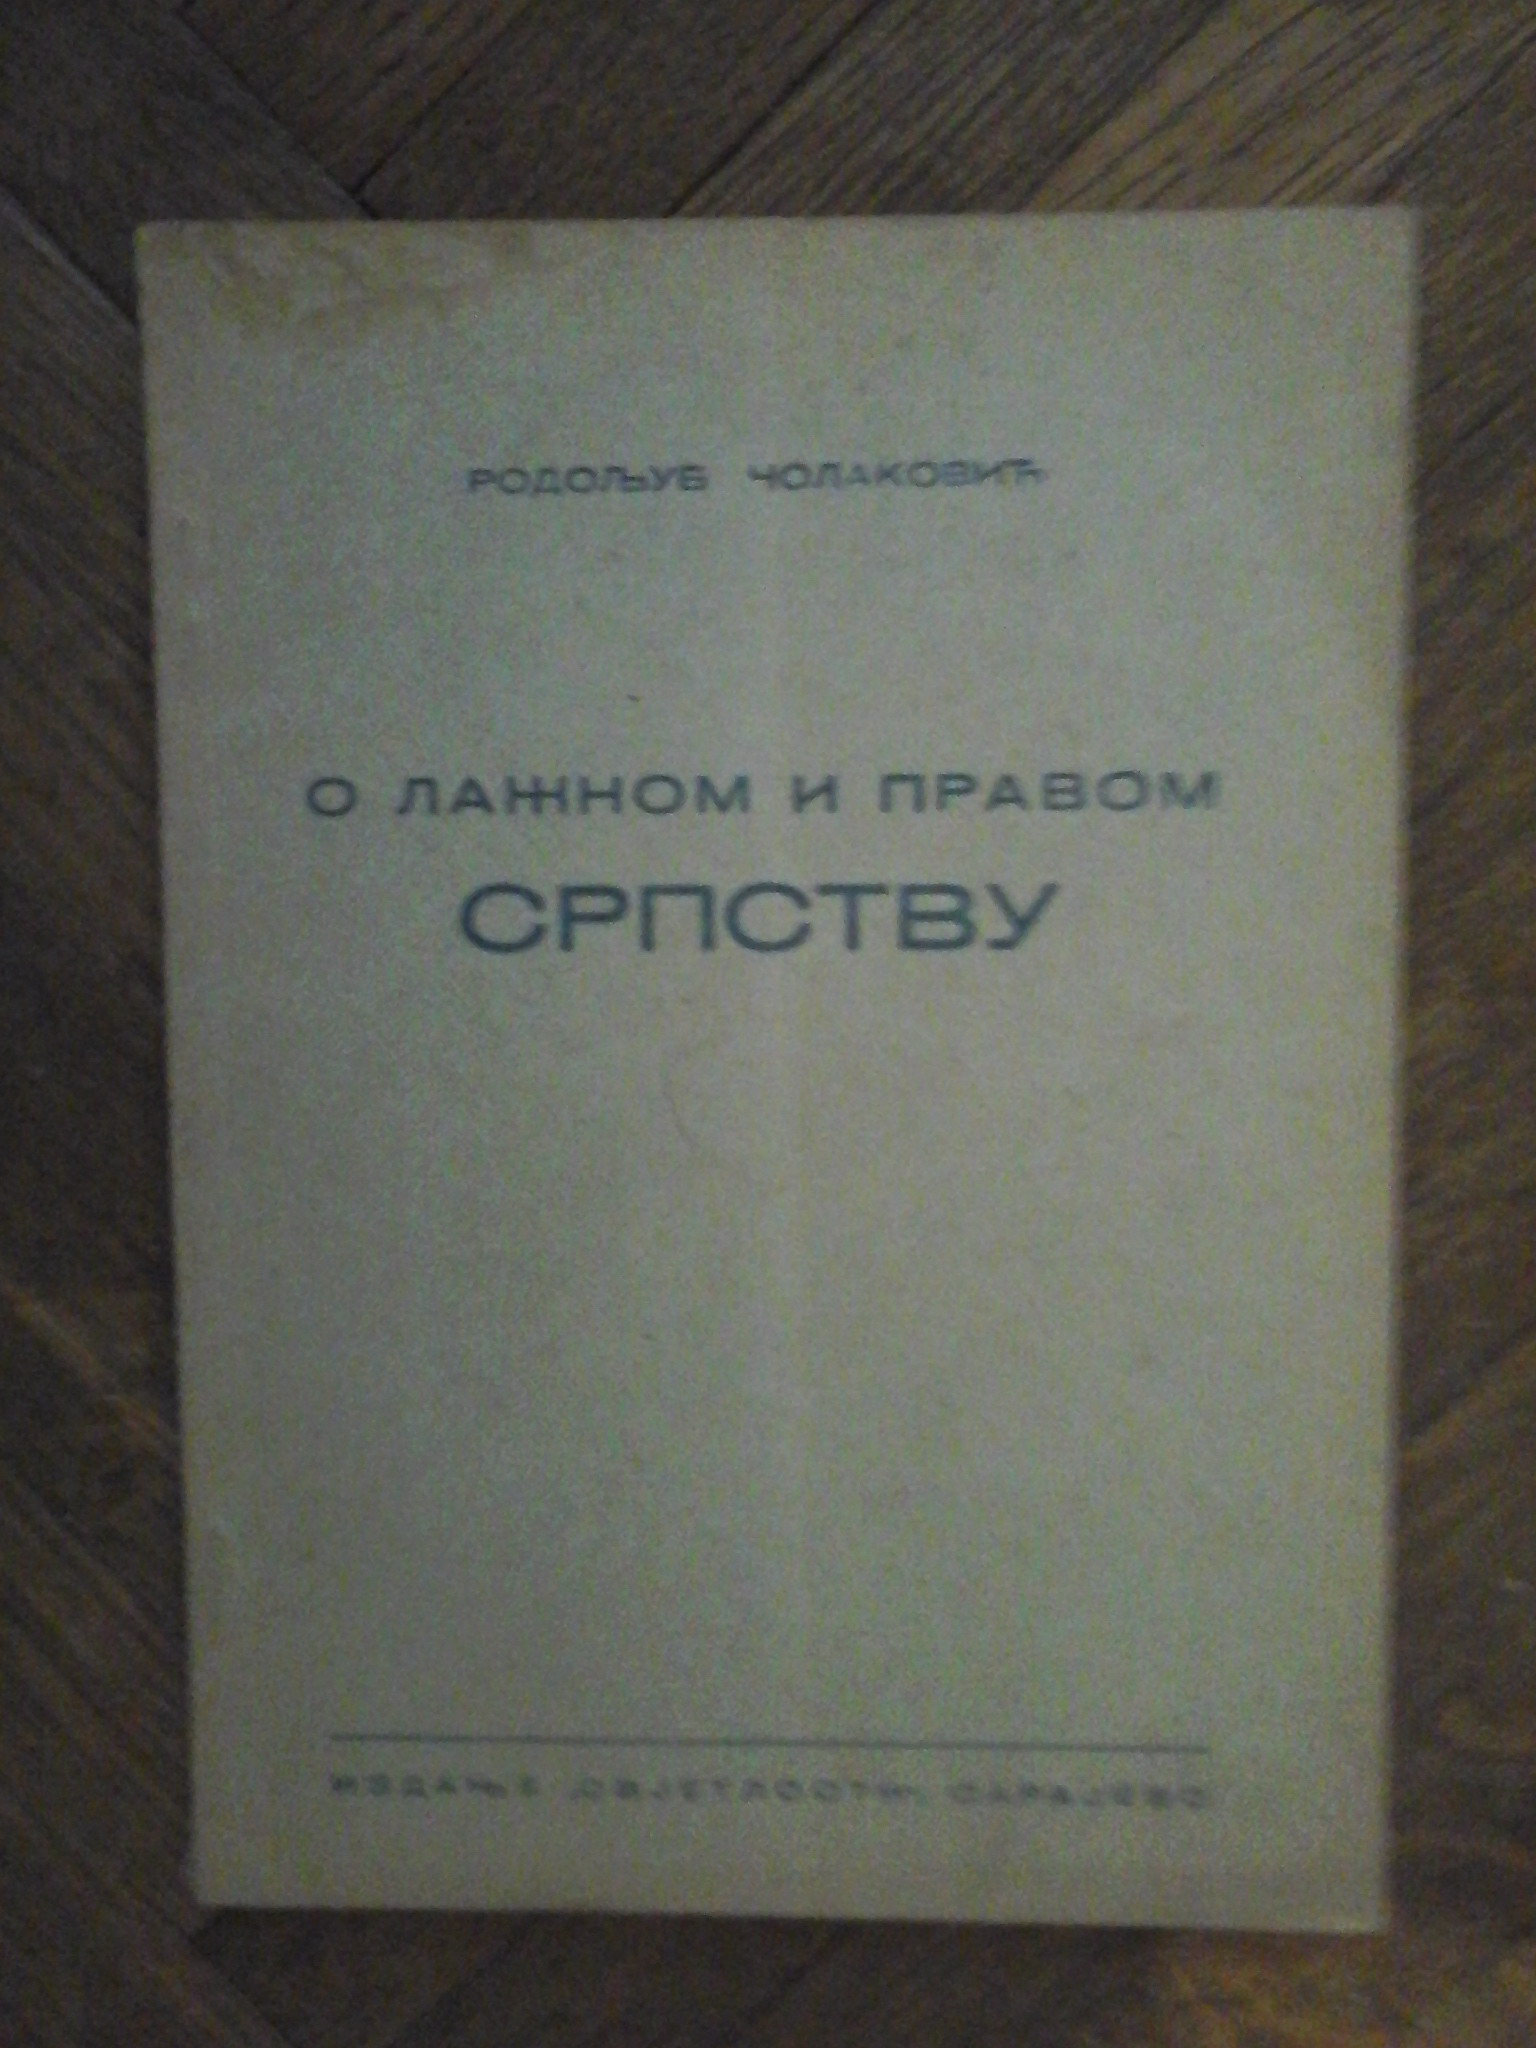 РОДОЉУБ ЧОЛАКОВИЋ
О ЛАЖНОМ И ПРАВОМ
СРПСТВУ
ИЗДАЊЕ „СВЈЕТЛОСТИ“ САРАЈЕВО